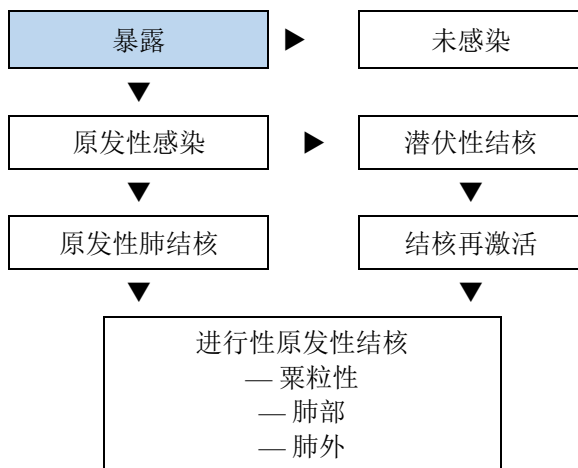 暴露
未感染
原发性感染
潜伏性结核
原发性肺结核
结核再激活
进行性原发性结核
— 粟粒性
— 肺部
— 肺外